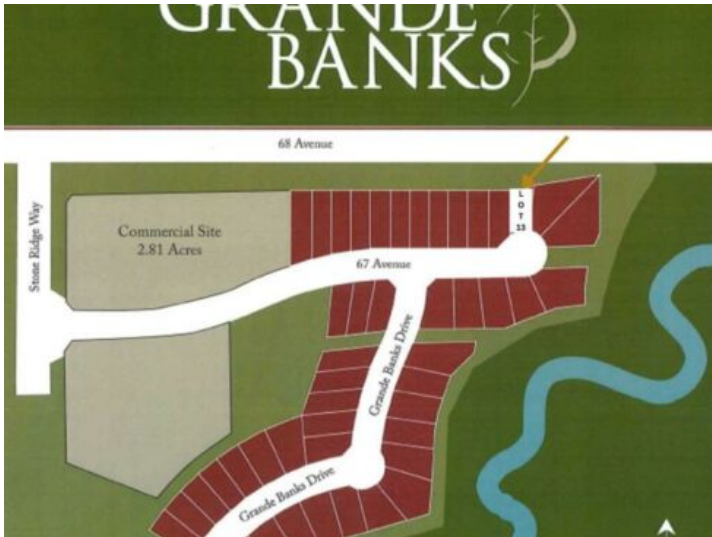 GRANDE
BANKS
68 Avenue
Stone Ridge Way
Commercial Site
2.81 Acres
L
O
T
13
67 Avenue
Grande Banks Drive
Grande Banks Drive